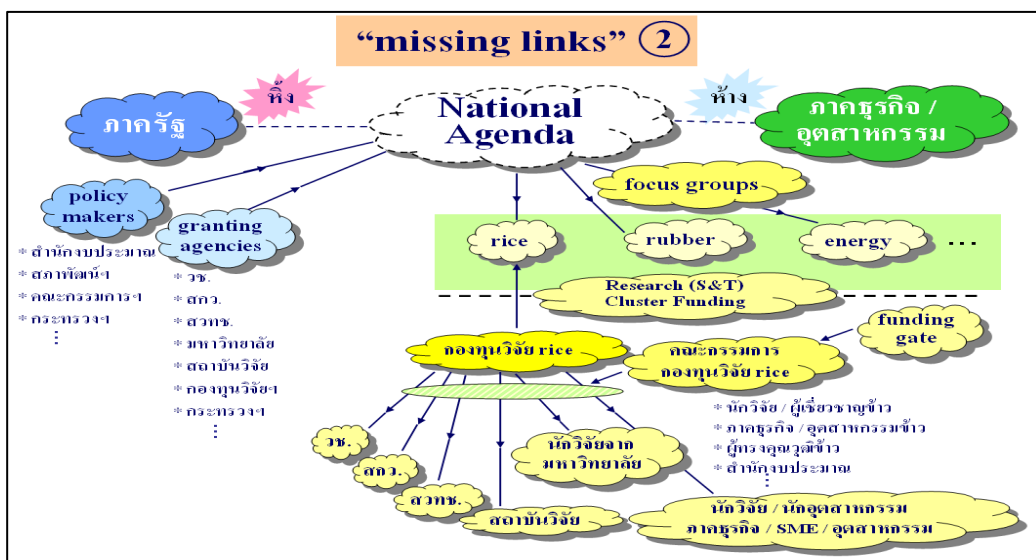 “missing links” 2
หิ้ง
ห้าง
ภาครัฐ
National
Agenda
ภาคธุรกิจ /
อุตสาหกรรม
policy
makers
granting
agencies
focus groups
* สำนักงบประมาณ
* สภาพัฒน์ฯ
* คณะกรรมการฯ
* กระทรวงฯ
⋮
* วช.
* สกว.
* สวทช.
* มหาวิทยาลัย
* สถาบันวิจัย
* กองทุนวิจัยฯ
* กระทรวงฯ
⋮
rice
rubber
energy
...
Research (S&T)
Cluster Funding
funding
gate
กองทุนวิจัย rice
คณะกรรมการ
กองทุนวิจัย rice
* นักวิจัย / ผู้เชี่ยวชาญข้าว
* ภาคธุรกิจ / อุตสาหกรรมข้าว
* ผู้ทรงคุณวุฒิข้าว
* สำนักงบประมาณ
⋮
วช.
สกว.
สวทช.
สถาบันวิจัย
นักวิจัยจาก
มหาวิทยาลัย
นักวิจัย / นักอุตสาหกรรม
ภาคธุรกิจ / SME / อุตสาหกรรม